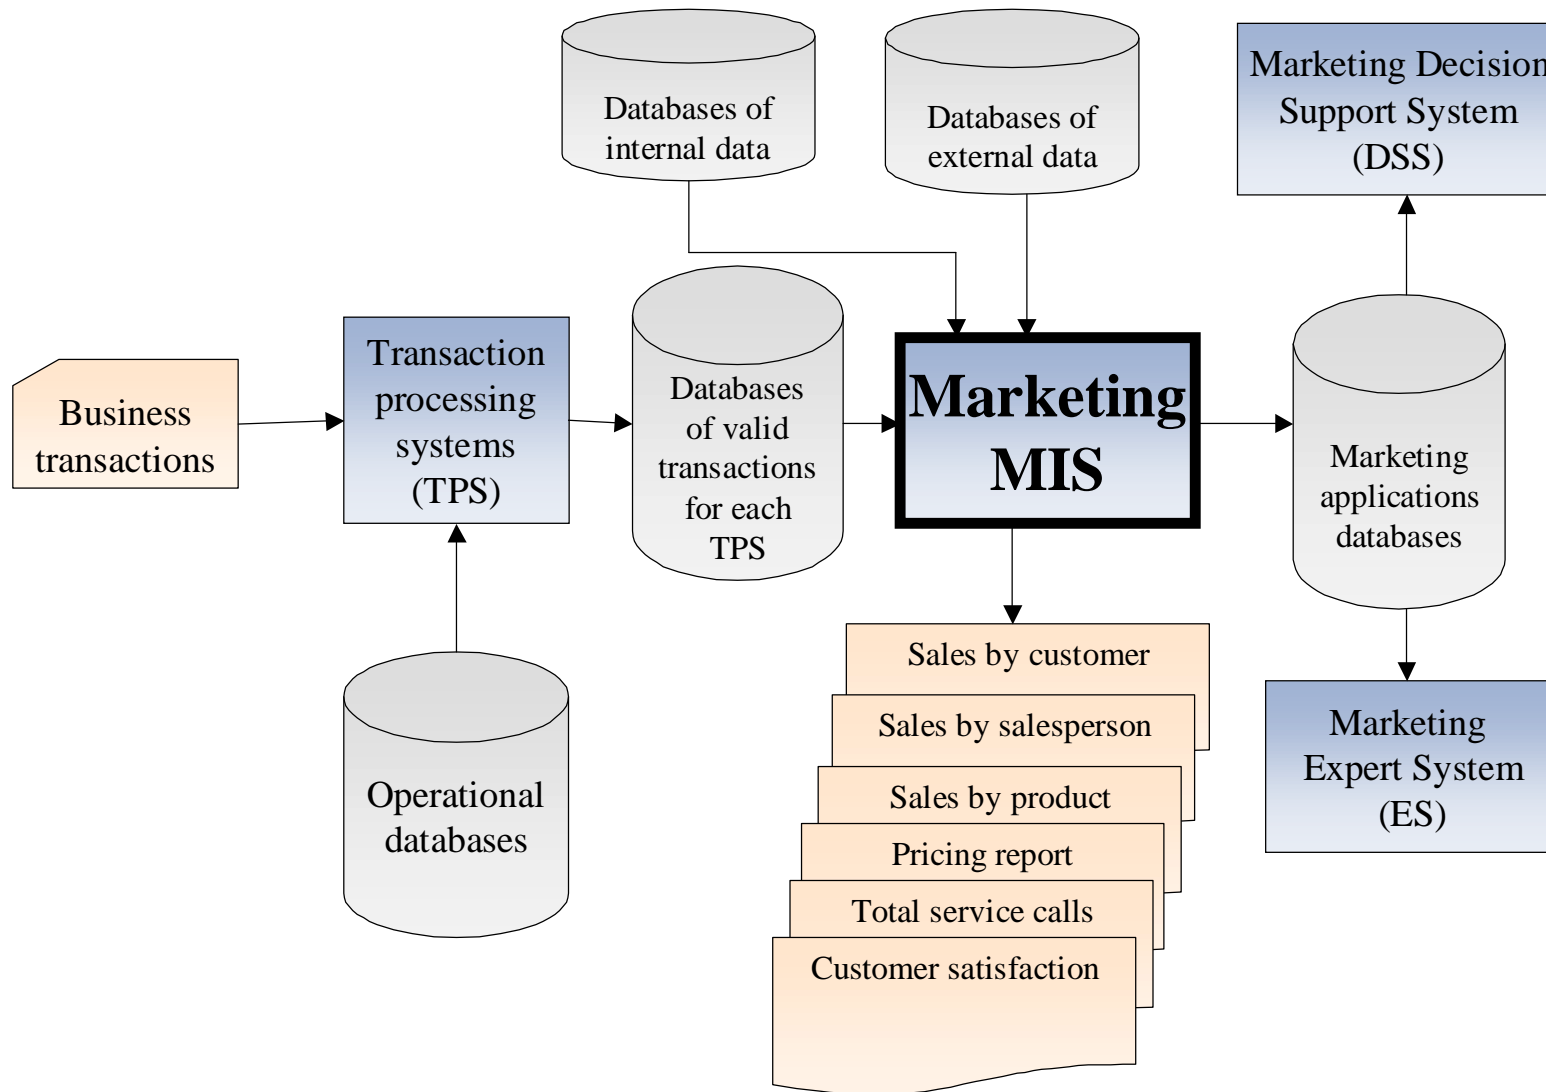 Databases of
internal data
Databases of
external data
Marketing Decision
Support System
(DSS)
Business
transactions
Transaction
processing
systems
(TPS)
Databases
of valid
transactions
for each
TPS
Marketing
MIS
Marketing
applications
databases
Operational
databases
Sales by customer
Sales by salesperson
Sales by product
Pricing report
Total service calls
Customer satisfaction
Marketing
Expert System
(ES)